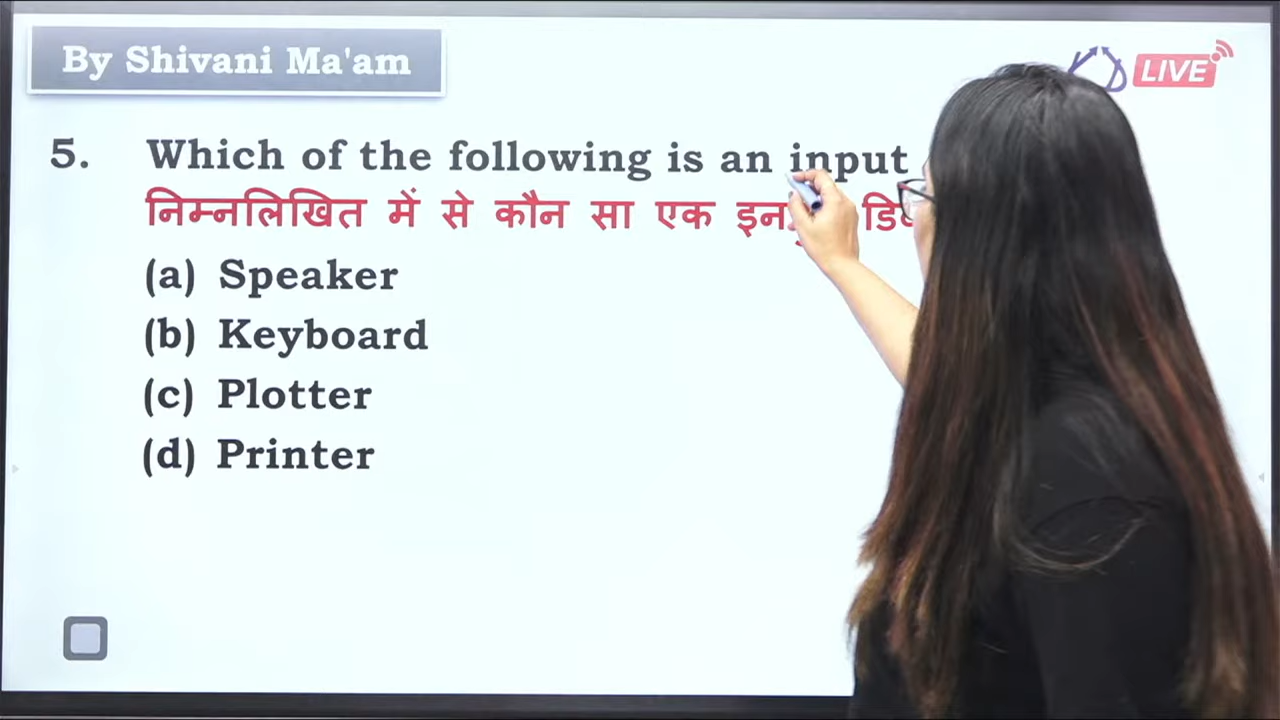 By Shivani Ma'am
LIVE
5. Which of the following is an input
निम्नलिखित में से कौन सा एक
(a) Speaker
(b) Keyboard
(c) Plotter
(d) Printer